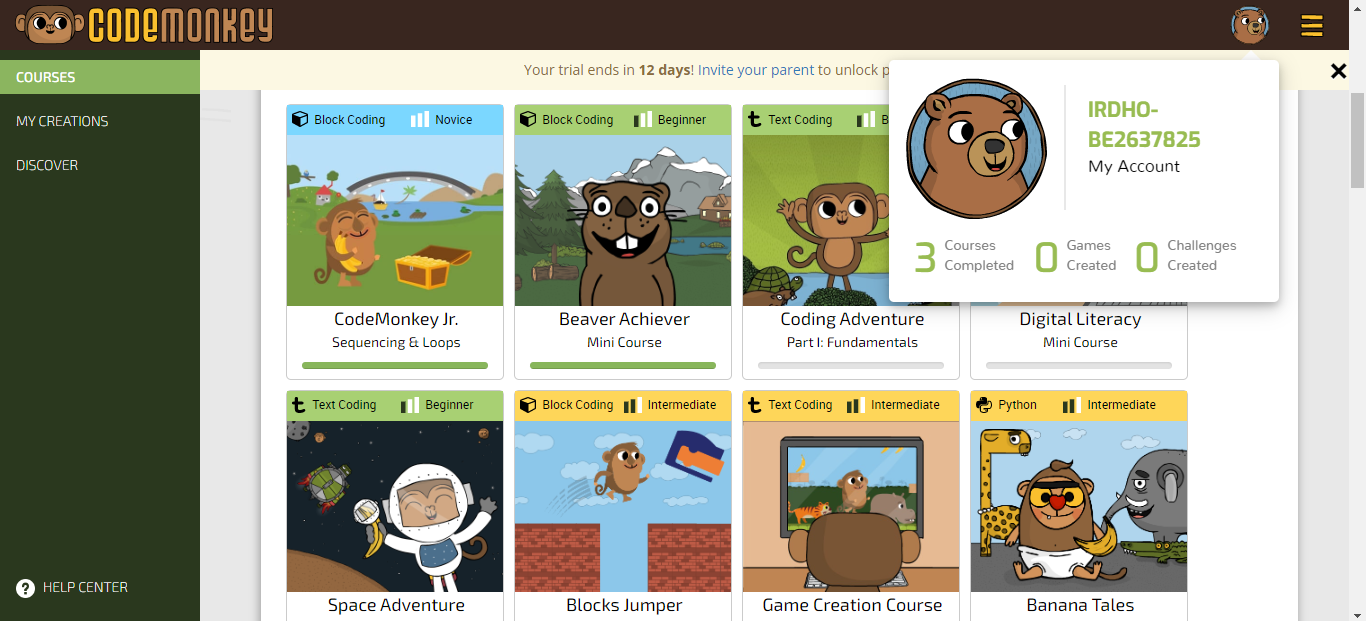 CODEMONKEY
COURSES
MY CREATIONS
DISCOVER
HELP CENTER
Your trial ends in 12 days! Invite your parent to unlock
IRDHO-
BE2637825
My Account
3 Courses Completed
0 Games Created
0 Challenges Created
Block Coding Novice
CodeMonkey Jr.
Sequencing & Loops
Block Coding Beginner
Beaver Achiever
Mini Course
Text Coding
Coding Adventure
Part I: Fundamentals
Digital Literacy
Mini Course
Text Coding Beginner
Space Adventure
Block Coding Intermediate
Blocks Jumper
Text Coding Intermediate
Game Creation Course
Python Intermediate
Banana Tales